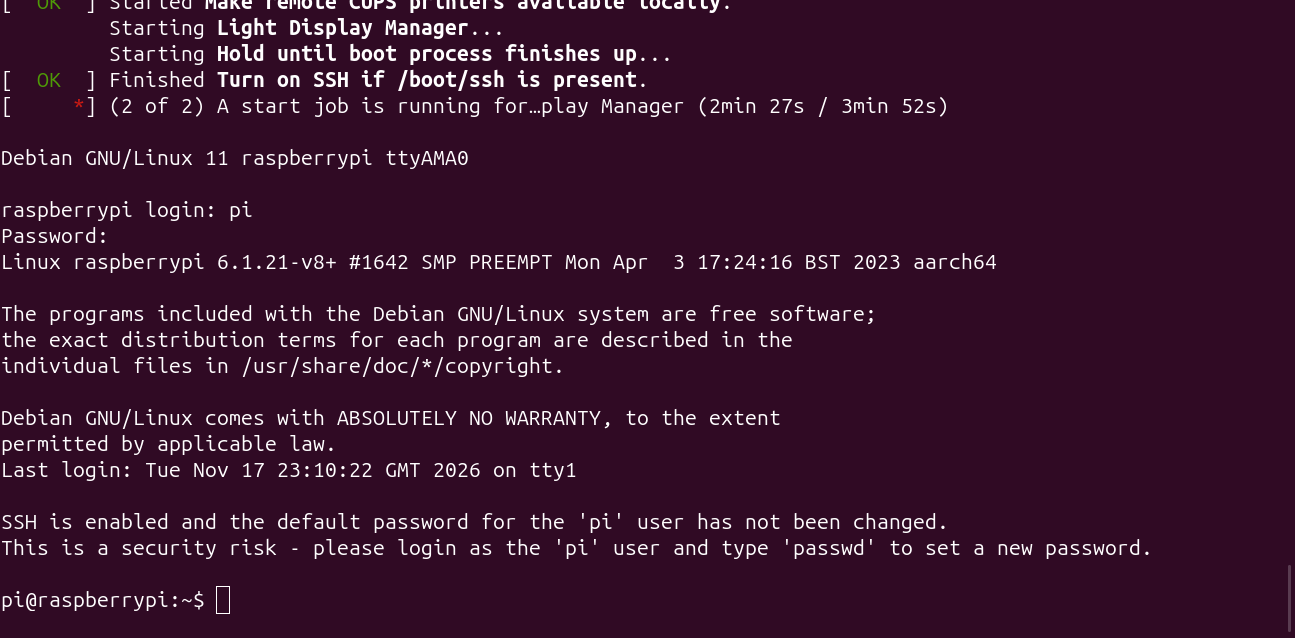 [  OK  ] Started Make remote CUPS printers available locally.
         Starting Light Display Manager...
         Starting Hold until boot process finishes up...
[  OK  ] Finished Turn on SSH if /boot/ssh is present.
[     *] (2 of 2) A start job is running for…play Manager (2min 27s / 3min 52s)
Debian GNU/Linux 11 raspberrypi ttyAMA0
raspberrypi login: pi
Password:
Linux raspberrypi 6.1.21-v8+ #1642 SMP PREEMPT Mon Apr  3 17:24:16 BST 2023 aarch64
The programs included with the Debian GNU/Linux system are free software;
the exact distribution terms for each program are described in the
individual files in /usr/share/doc/*/copyright.
Debian GNU/Linux comes with ABSOLUTELY NO WARRANTY, to the extent
permitted by applicable law.
Last login: Tue Nov 17 23:10:22 GMT 2026 on tty1
SSH is enabled and the default password for the 'pi' user has not been changed.
This is a security risk - please login as the 'pi' user and type 'passwd' to set a new password.
pi@raspberrypi:~$